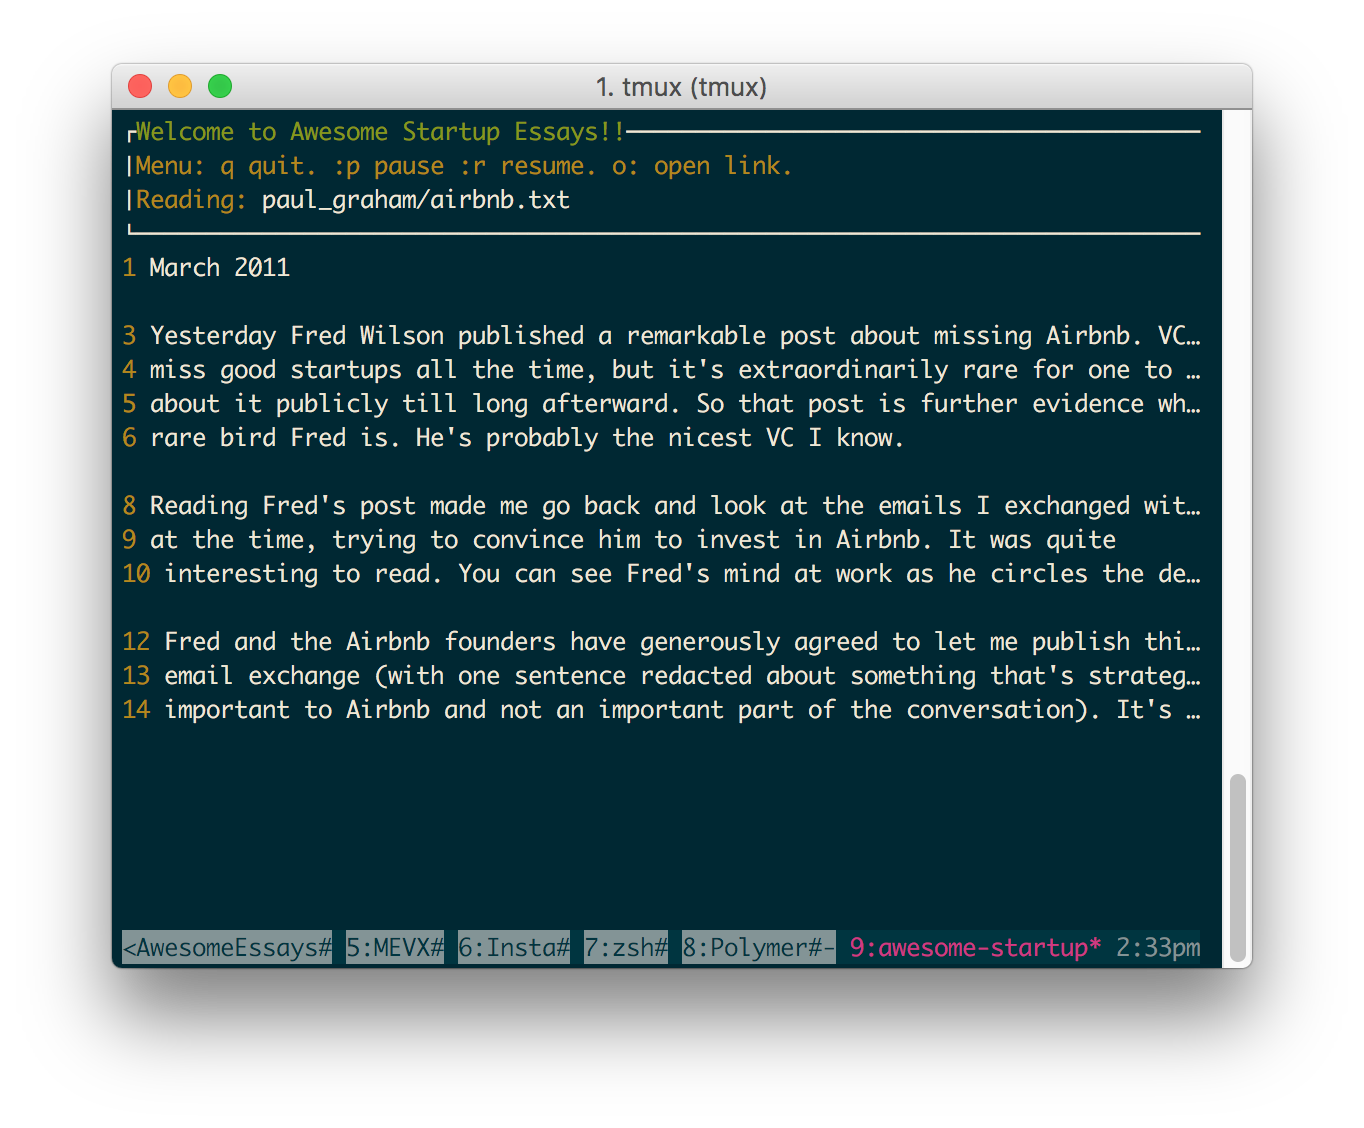 1. tmux (tmux)
Welcome to Awesome Startup Essays!!
Menu: q quit. :p pause :r resume. o: open link.
Reading: paul_graham/airbnb.txt
1 March 2011
3 Yesterday Fred Wilson published a remarkable post about missing Airbnb. VC…
4 miss good startups all the time, but it's extraordinarily rare for one to …
5 about it publicly till long afterward. So that post is further evidence wh…
6 rare bird Fred is. He's probably the nicest VC I know.
8 Reading Fred's post made me go back and look at the emails I exchanged wit…
9 at the time, trying to convince him to invest in Airbnb. It was quite
10 interesting to read. You can see Fred's mind at work as he circles the de…
12 Fred and the Airbnb founders have generously agreed to let me publish thi…
13 email exchange (with one sentence redacted about something that's strateg…
14 important to Airbnb and not an important part of the conversation). It's …
<AwesomeEssays# 5:MEVX# 6:Insta# 7:zsh# 8:Polymer#- 9:awesome-startup* 2:33pm